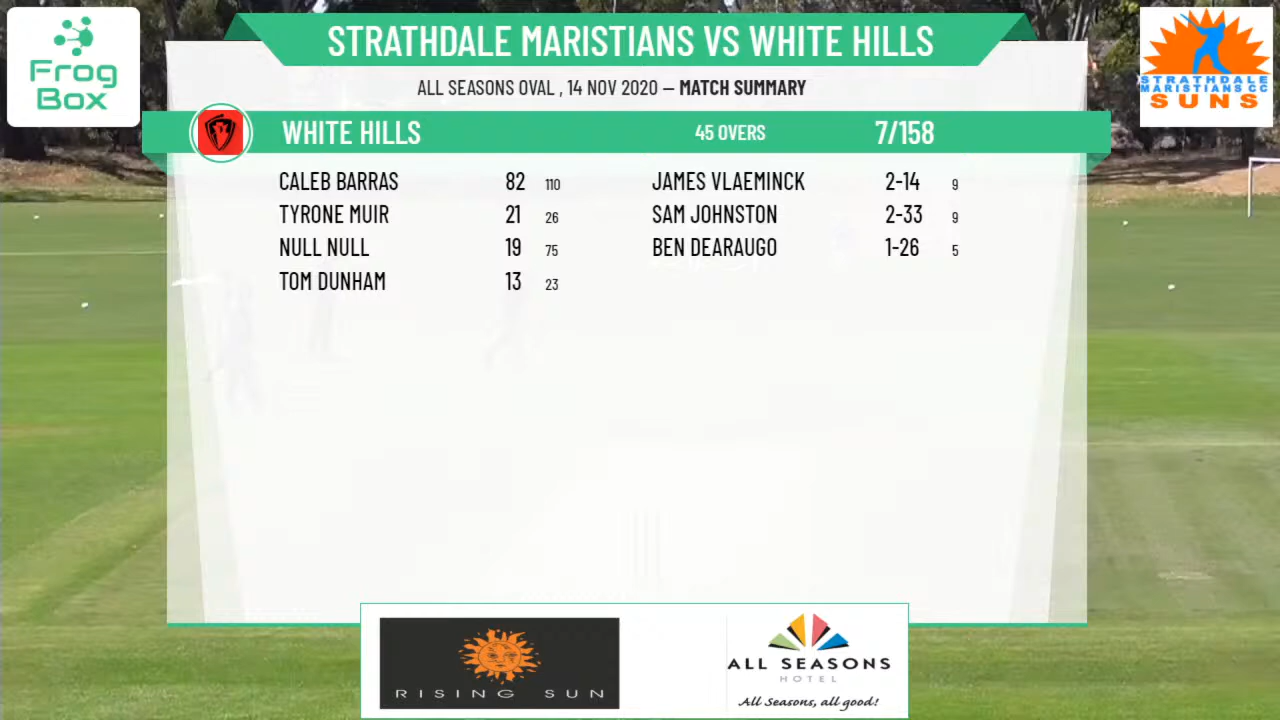 Frog
Box
STRATHDALE MARISTIANS VS WHITE HILLS
STRATHDALE
MARISTIANS CC
SUNS
ALL SEASONS OVAL , 14 NOV 2020 – MATCH SUMMARY
WHITE HILLS 45 OVERS 7/158
CALEB BARRAS 82 110 JAMES VLAEMINCK 2-14 9
TYRONE MUIR 21 26 SAM JOHNSTON 2-33 9
NULL NULL 19 75 BEN DEARAUGO 1-26 5
TOM DUNHAM 13 23
RISING SUN
ALL SEASONS
HOTEL
All Seasons, all good!